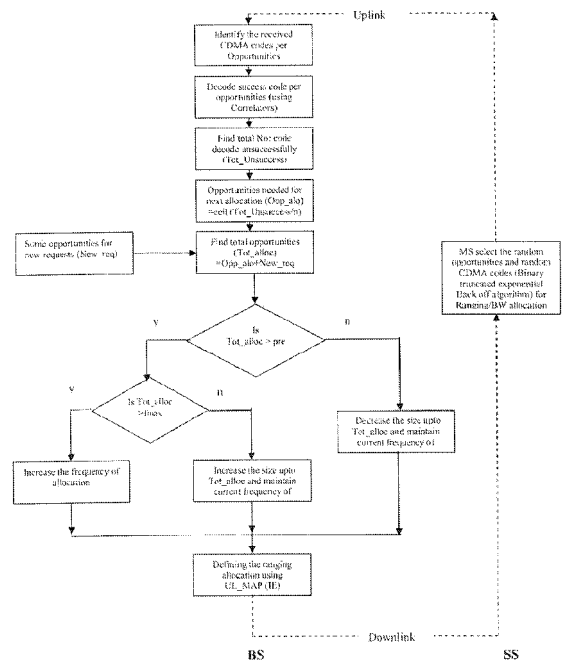 Uplink
Identify the received
CDMA codes per
Opportunities
Decode success code per
opportunities (using
Correlators)
Find total No: code
decode unsuccessfully
(Tot_Unsuccess)
Opportunities needed for
next allocation (Opp_alo)
=ceil (Tot_Unsuccess/n)
Some opportunities for
new requests (New_req)
Find total opportunities
(Tot_alloc)
=Opp_alo+New_req
MS select the random
opportunities and random
CDMA codes (Binary
truncated exponential
Back off algorithm) for
Ranging/BW allocation
y
Is
Tot_alloc > pre
n
y
Is Tot_alloc
n
Decrease the size upto
Tot_alloc and maintain
current frequency of
Increase the frequency of
allocation
Increase the size upto
Tot_alloc and maintain
current frequency of
Defining the ranging
allocation using
UL_MAP (IE)
Downlink
BS
SS